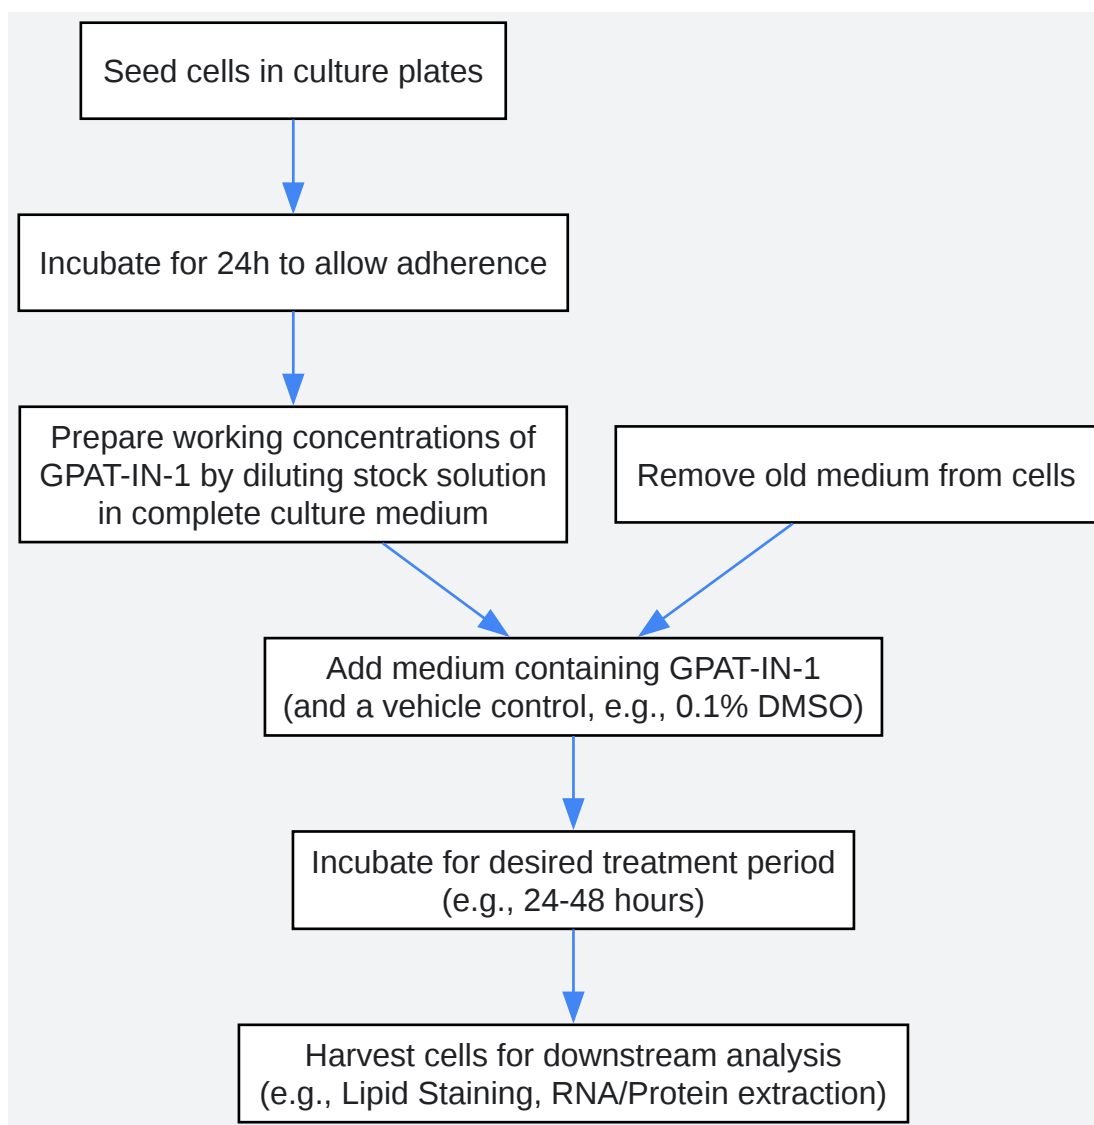 Seed cells in culture plates
Incubate for 24h to allow adherence
Prepare working concentrations of
GPAT-IN-1 by diluting stock solution
in complete culture medium
Remove old medium from cells
Add medium containing GPAT-IN-1
(and a vehicle control, e.g., 0.1% DMSO)
Incubate for desired treatment period
(e.g., 24-48 hours)
Harvest cells for downstream analysis
(e.g., Lipid Staining, RNA/Protein extraction)